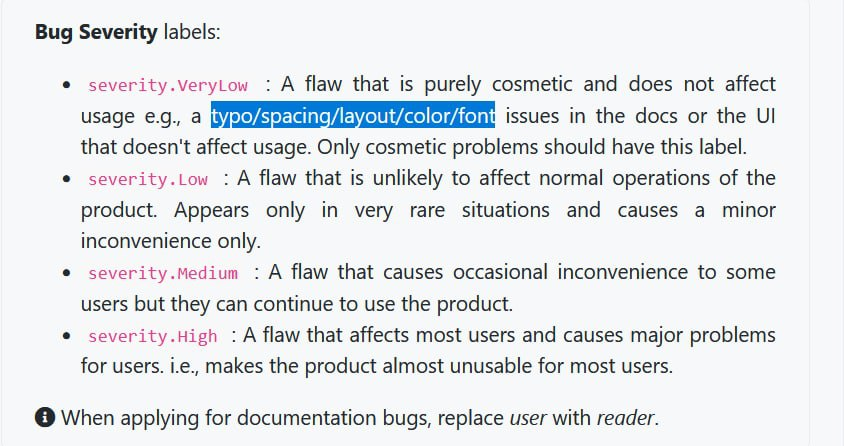 Bug Severity labels:
severity.VeryLow : A flaw that is purely cosmetic and does not affect
usage e.g., a typo/spacing/layout/color/font issues in the docs or the UI
that doesn't affect usage. Only cosmetic problems should have this label.
severity.Low : A flaw that is unlikely to affect normal operations of the
product. Appears only in very rare situations and causes a minor
inconvenience only.
severity.Medium : A flaw that causes occasional inconvenience to some
users but they can continue to use the product.
severity.High : A flaw that affects most users and causes major problems
for users. i.e., makes the product almost unusable for most users.
When applying for documentation bugs, replace user with reader.